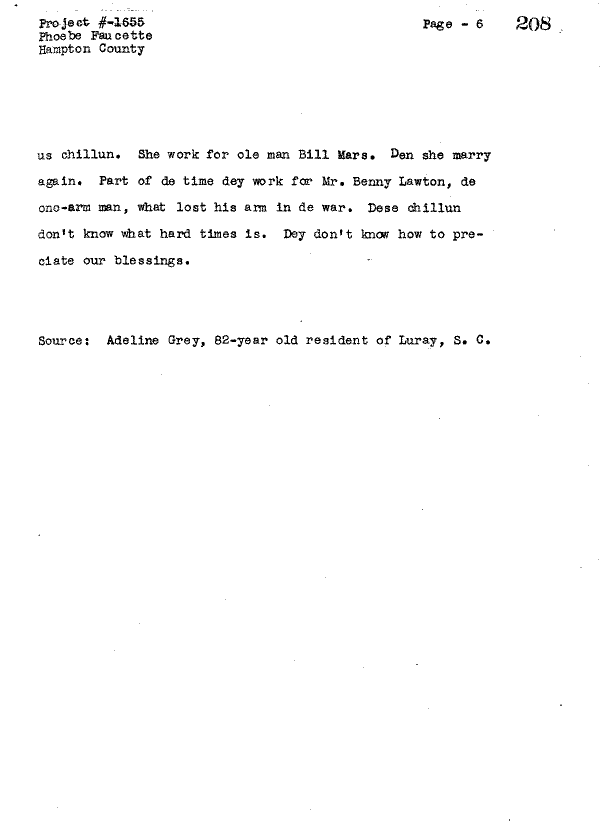 Project #-1655
Phoebe Faucette
Hampton County
Page - 6 208
us chillun. She work for ole man Bill Mars. Den she marry
again. Part of de time dey work for Mr. Benny Lawton, de
one-arm man, what lost his arm in de war. Dese chillun
don't know what hard times is. Dey don't know how to pre-
ciate our blessings.
Source: Adeline Grey, 82-year old resident of Luray, S. C.